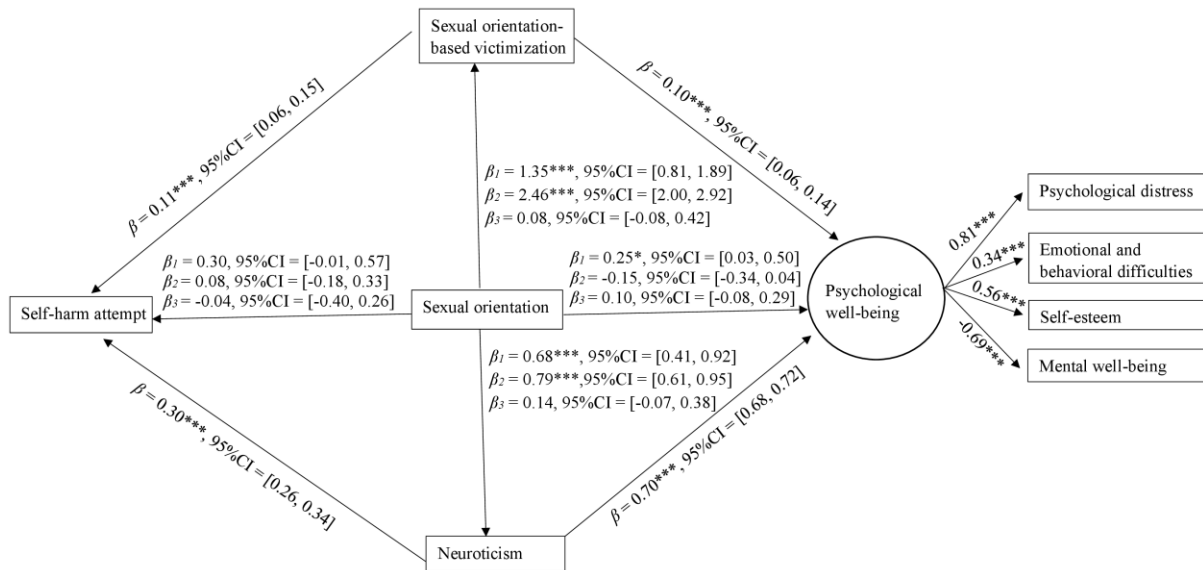 Sexual orientation-
based victimization
β = 0.11***, 95%CI = [0.06, 0.15]
β = 0.10***, 95%CI = [0.06, 0.14]
β1 = 1.35***, 95%CI = [0.81, 1.89]
β2 = 2.46***, 95%CI = [2.00, 2.92]
β3 = 0.08, 95%CI = [-0.08, 0.42]
β1 = 0.30, 95%CI = [-0.01, 0.57]
β2 = 0.08, 95%CI = [-0.18, 0.33]
β3 = -0.04, 95%CI = [-0.40, 0.26]
β1 = 0.25*, 95%CI = [0.03, 0.50]
β2 = -0.15, 95%CI = [-0.34, 0.04]
β3 = 0.10, 95%CI = [-0.08, 0.29]
Self-harm attempt
Sexual orientation
Psychological
well-being
0.81***
Psychological distress
0.34***
Emotional and
behavioral difficulties
0.56***
Self-esteem
-0.69***
Mental well-being
β1 = 0.68***, 95%CI = [0.41, 0.92]
β2 = 0.79***,95%CI = [0.61, 0.95]
β3 = 0.14, 95%CI = [-0.07, 0.38]
β = 0.30***, 95%CI = [0.26, 0.34]
β = 0.70***, 95%CI = [0.68, 0.72]
Neuroticism